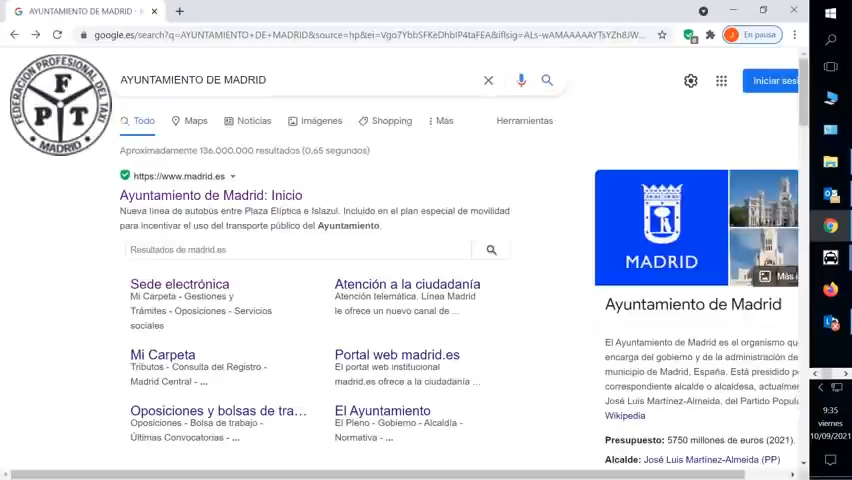 AYUNTAMIENTO DE MADRID -
google.es/search?q=AYUNTAMIENTO+DE+MADRID&source=hp&ei=Vgo7YbbSFKeDhbIP4taFEA&iflsig=ALs-wAMAAAAAYTsYZh8JW...
En pausa
FEDERACION PROFESIONAL DEL TAXI
FPT
MADRID
AYUNTAMIENTO DE MADRID
Iniciar sesi
Todo
Maps
Noticias
Imágenes
Shopping
Más
Herramientas
Aproximadamente 136.000.000 resultados (0,65 segundos)
https://www.madrid.es
Ayuntamiento de Madrid: Inicio
Nueva línea de autobús entre Plaza Elíptica e Islazul. Incluido en el plan especial de movilidad
para incentivar el uso del transporte público del Ayuntamiento.
Resultados de madrid.es
Sede electrónica
Mi Carpeta - Gestiones y
Trámites - Oposiciones - Servicios
sociales
Atención a la ciudadanía
Atención telemática. Línea Madrid
le ofrece un nuevo canal de ...
Mi Carpeta
Tributos - Consulta del Registro -
Madrid Central - ...
Portal web madrid.es
El portal web institucional
madrid.es ofrece a la ciudadanía ...
Oposiciones y bolsas de tra...
Oposiciones - Bolsa de trabajo -
Últimas Convocatorias - ...
El Ayuntamiento
El Pleno - Gobierno - Alcaldía -
Normativa - ...
MADRID
Más i
Ayuntamiento de Madrid
El Ayuntamiento de Madrid es el organismo que
encarga del gobierno y de la administración de
municipio de Madrid, España. Está presidido p
correspondiente alcalde o alcaldesa, actualmen
José Luis Martínez-Almeida, del Partido Popula
Wikipedia
Presupuesto: 5750 millones de euros (2021).
Alcalde: José Luis Martínez-Almeida (PP)
9:35
viernes
10/09/2021